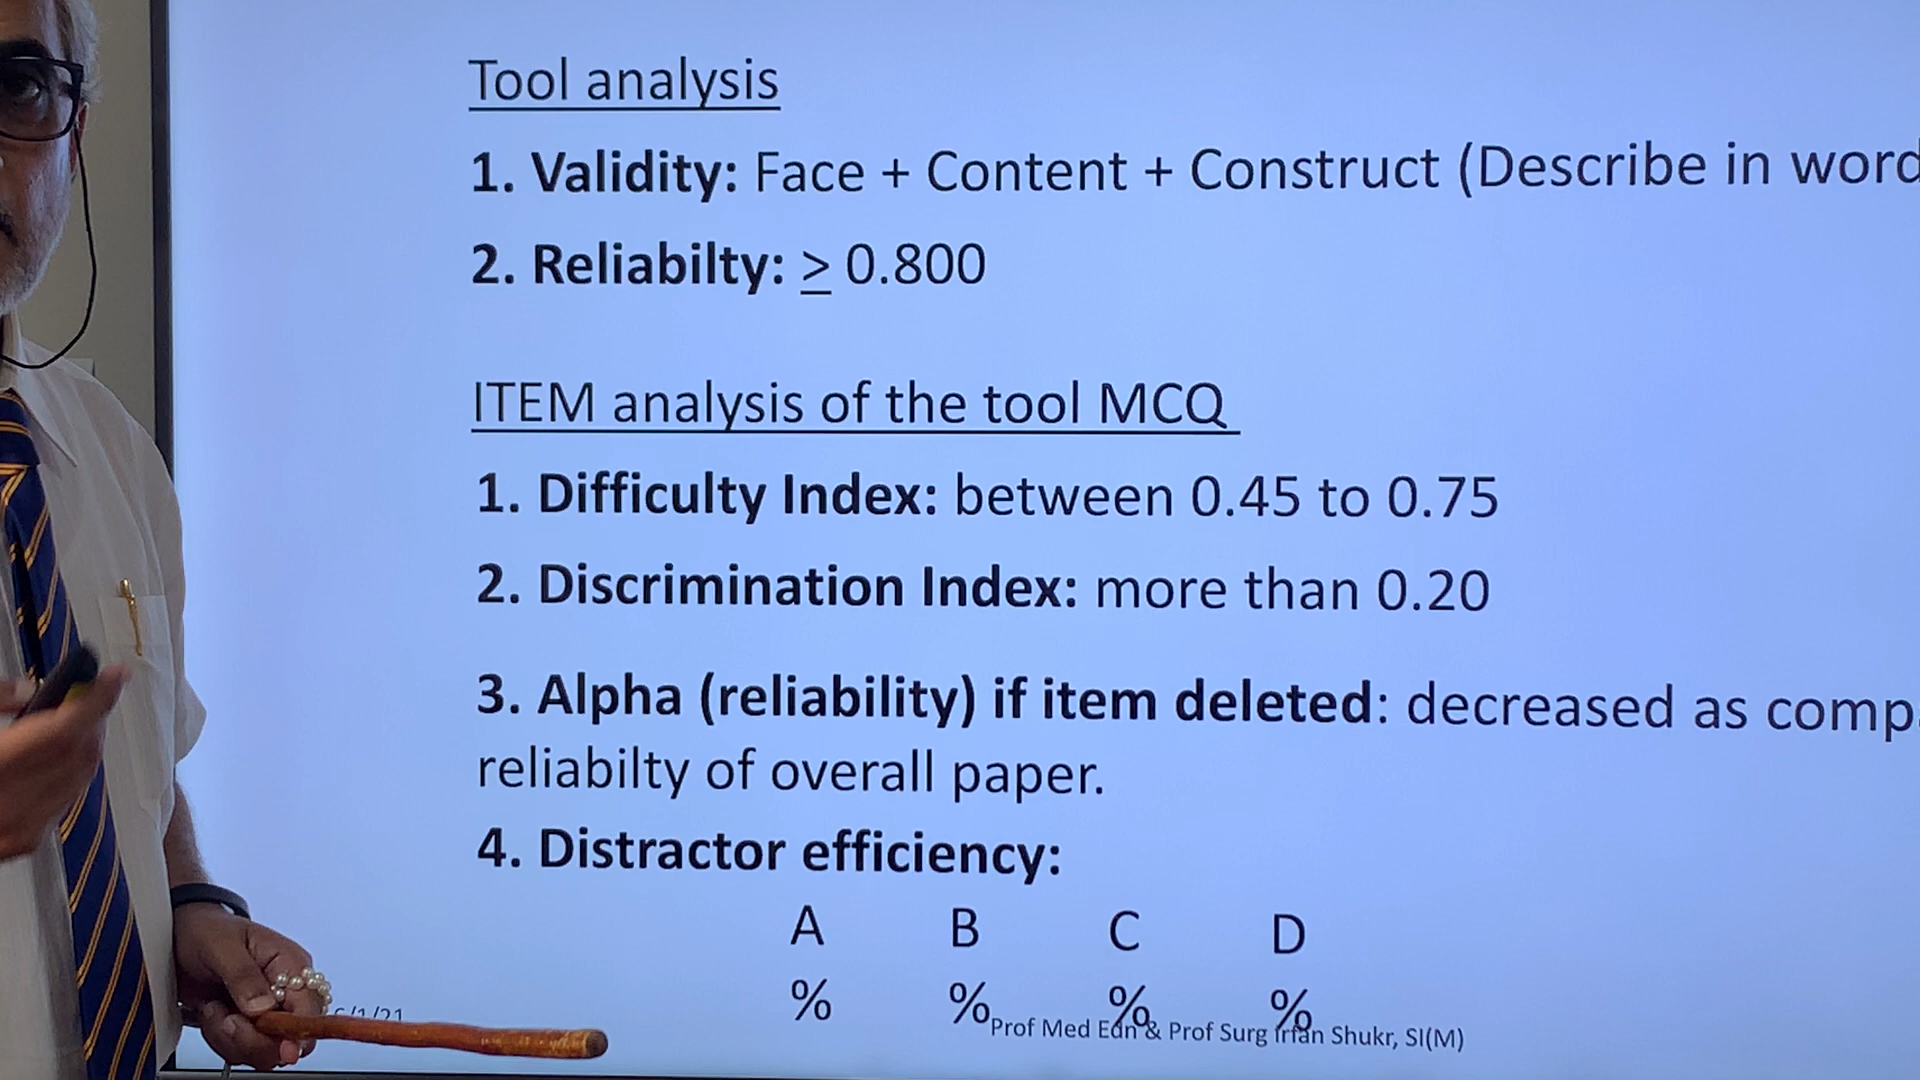 Tool analysis
1. Validity: Face + Content + Construct (Describe in word
2. Reliabilty: ≥ 0.800
ITEM analysis of the tool MCQ
1. Difficulty Index: between 0.45 to 0.75
2. Discrimination Index: more than 0.20
3. Alpha (reliability) if item deleted: decreased as comp
reliabilty of overall paper.
4. Distractor efficiency:
A B C D
% % % %
Prof Med Edn & Prof Surg Irfan Shukr, SI(M)